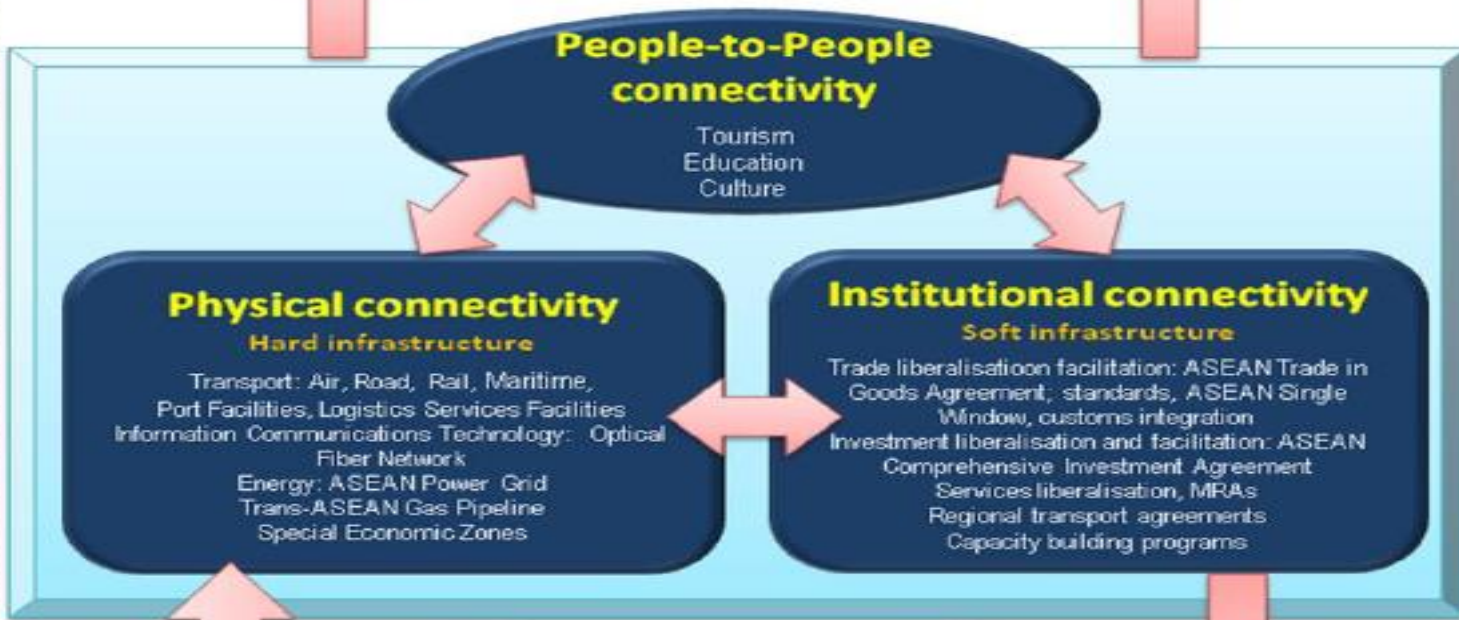 People-to-People
connectivity
Tourism
Education
Culture
Physical connectivity
Hard infrastructure
Transport: Air, Road, Rail, Maritime,
Port Facilities, Logistics Services Facilities
Information Communications Technology: Optical
Fiber Network
Energy: ASEAN Power Grid
Trans-ASEAN Gas Pipeline
Special Economic Zones
Institutional connectivity
Soft infrastructure
Trade liberalisatioon facilitation: ASEAN Trade in
Goods Agreement; standards, ASEAN Single
Window, customs integration
Investment liberalisation and facilitation: ASEAN
Comprehensive Investment Agreement
Services liberalisation, MRAs
Regional transport agreements
Capacity building programs